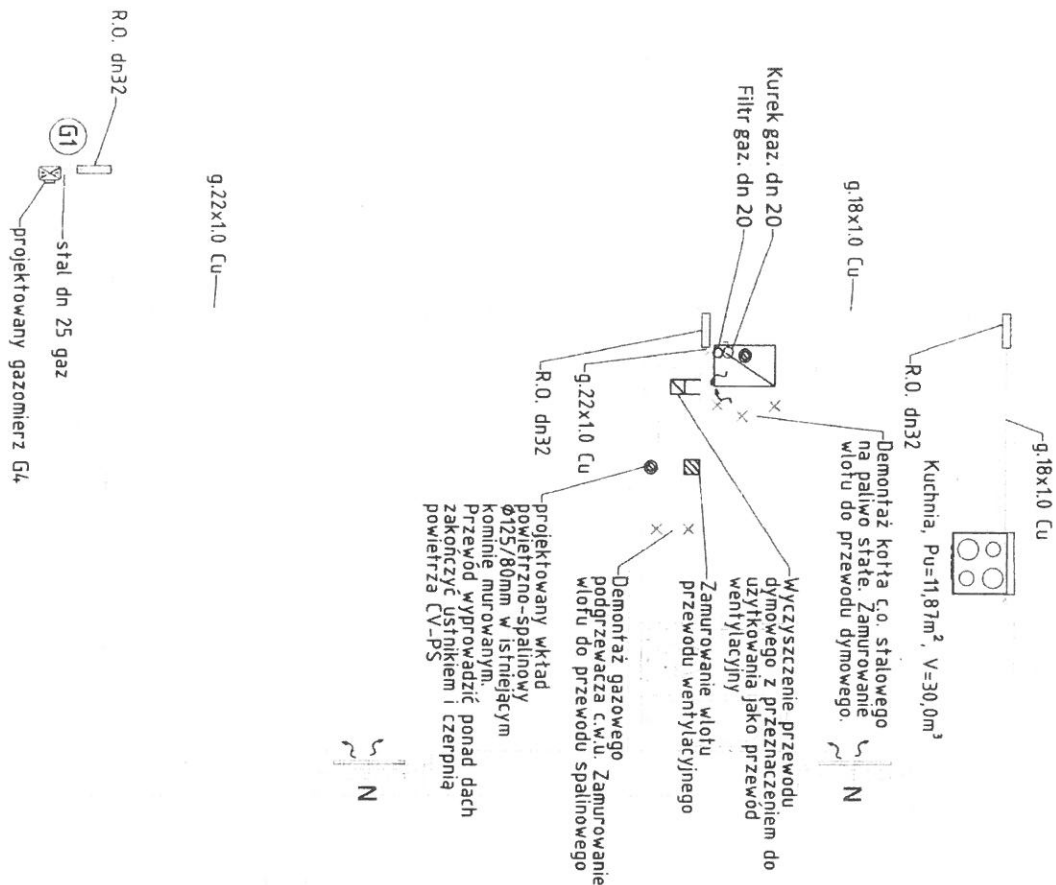 R.O. dn32
G1
stal dn 25 gaz
projektowany gazomierz G4
g.22x1.0 Cu
Kurek gaz. dn 20
Filtr gaz. dn 20
g.18x1.0 Cu
g.22x1.0 Cu
R.O. dn32
R.O. dn32
g.18x1.0 Cu
Kuchnia, Pu=11,87m², V=30,0m³
Demontaż kotła c.o. stalowego
na paliwo stałe. Zamurowanie
wlotu do przewodu dymowego.
Wyczyszczenie przewodu
dymowego z przeznaczeniem do
użytkowania jako przewód
wentylacyjny
Zamurowanie wlotu
przewodu wentylacyjnego
Demontaż gazowego
podgrzewacza c.w.u. Zamurowanie
wlotu do przewodu spalinowego
projektowany wkład
powietrzno-spalinowy
ϕ125/80mm w istniejącym
kominie murowanym.
Przewód wyprowadzić ponad dach
zakończyć ustnikiem i czerpnią
powietrza CV-PS
N
N